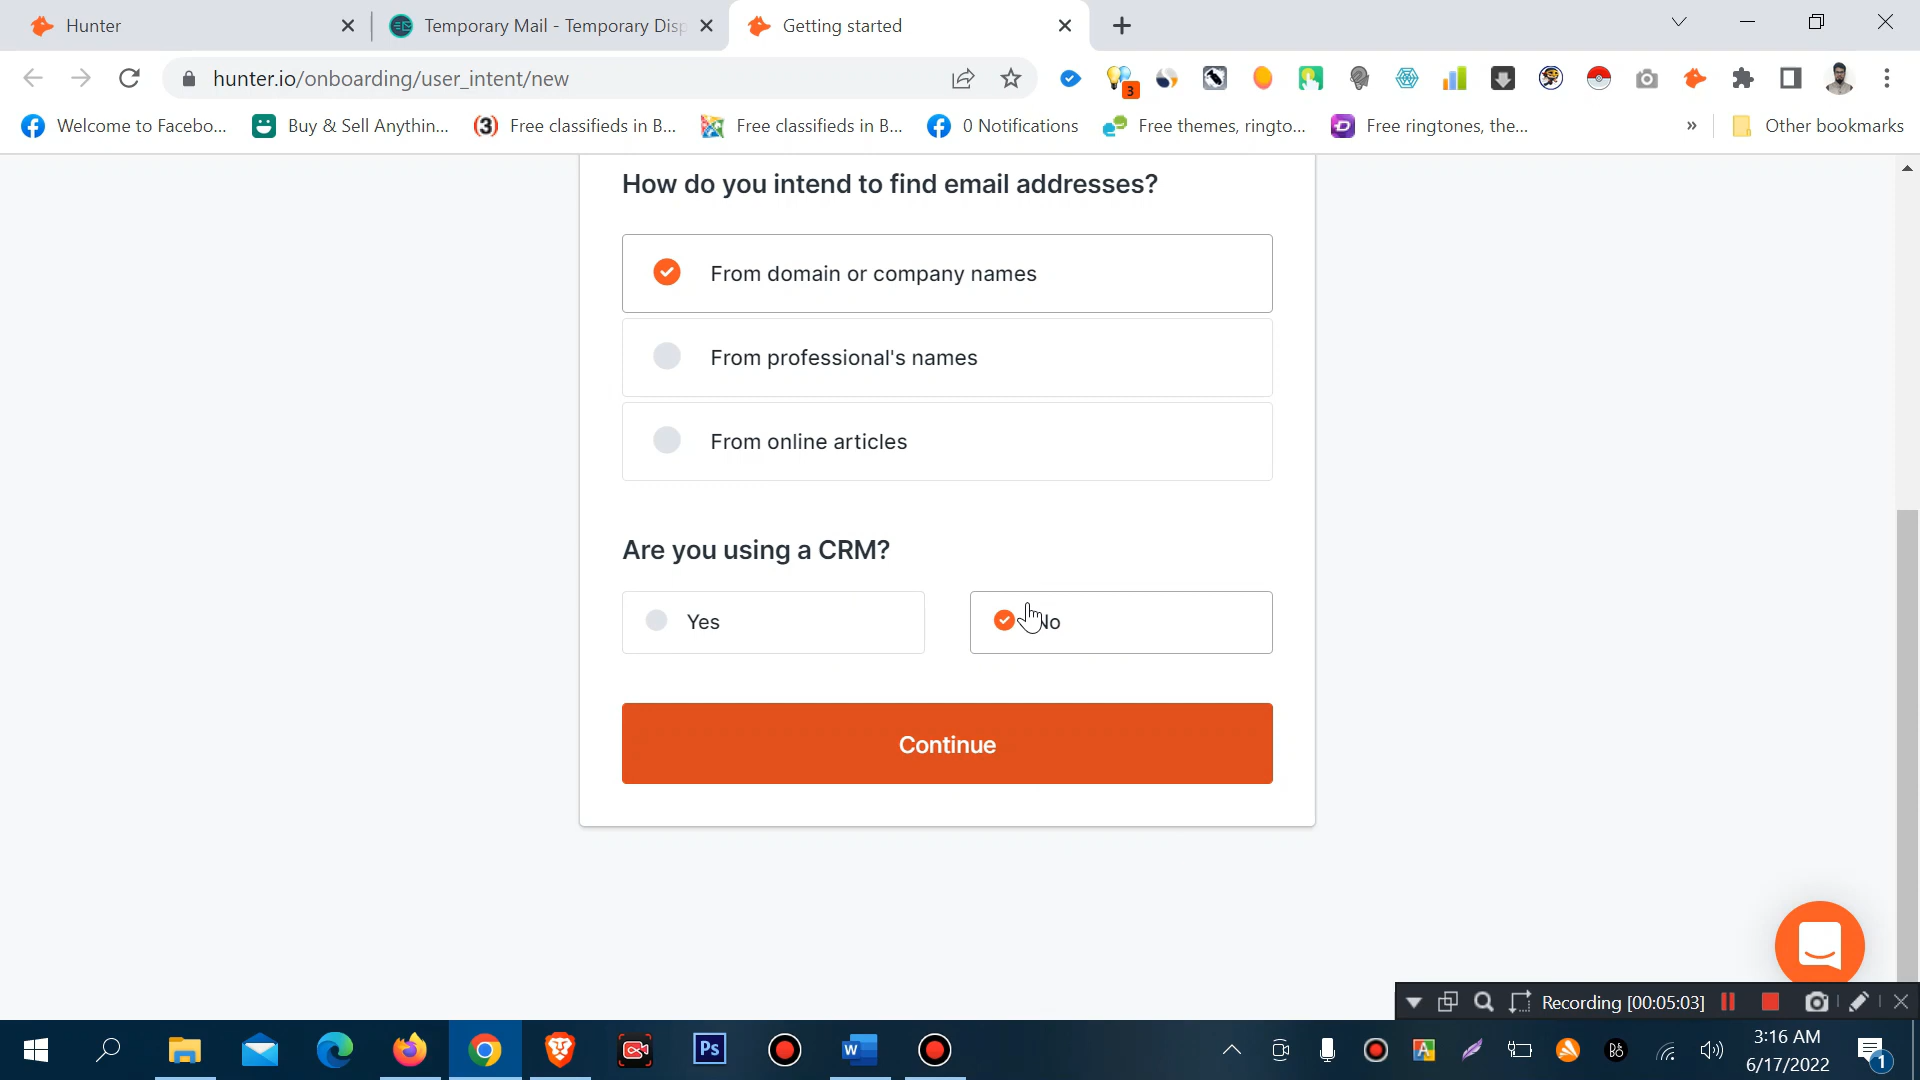 Hunter
Temporary Mail - Temporary Disp
Getting started
hunter.io/onboarding/user_intent/new
3
Welcome to Facebo...
Buy & Sell Anythin...
Free classifieds in B...
Free classifieds in B...
0 Notifications
Free themes, ringto...
Free ringtones, the...
»
Other bookmarks
How do you intend to find email addresses?
From domain or company names
From professional's names
From online articles
Are you using a CRM?
Yes
No
Continue
Recording [00:05:03]
Ps
W
3:16 AM
6/17/2022
1